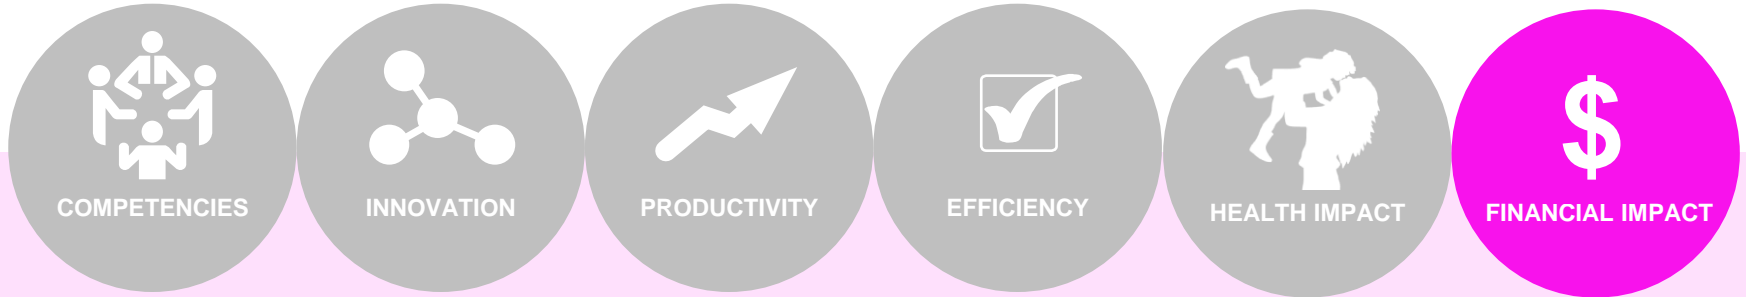 COMPETENCIES
INNOVATION
PRODUCTIVITY
EFFICIENCY
HEALTH IMPACT
$
FINANCIAL IMPACT